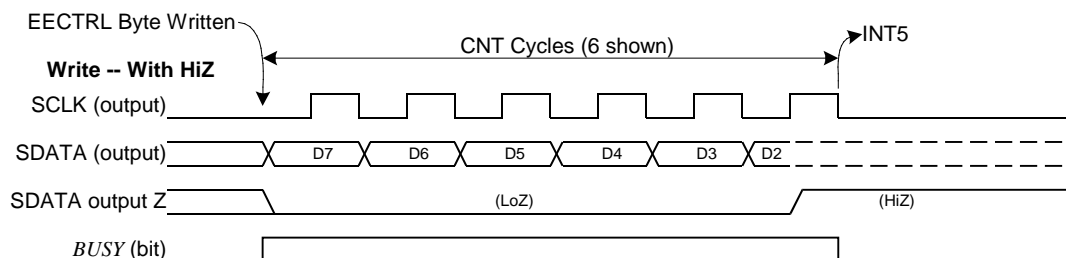 EECTRL Byte Written
CNT Cycles (6 shown)
INT5
Write -- With HiZ
SCLK (output)
SDATA (output)
D7
D6
D5
D4
D3
D2
SDATA output Z
(LoZ)
(HiZ)
BUSY (bit)